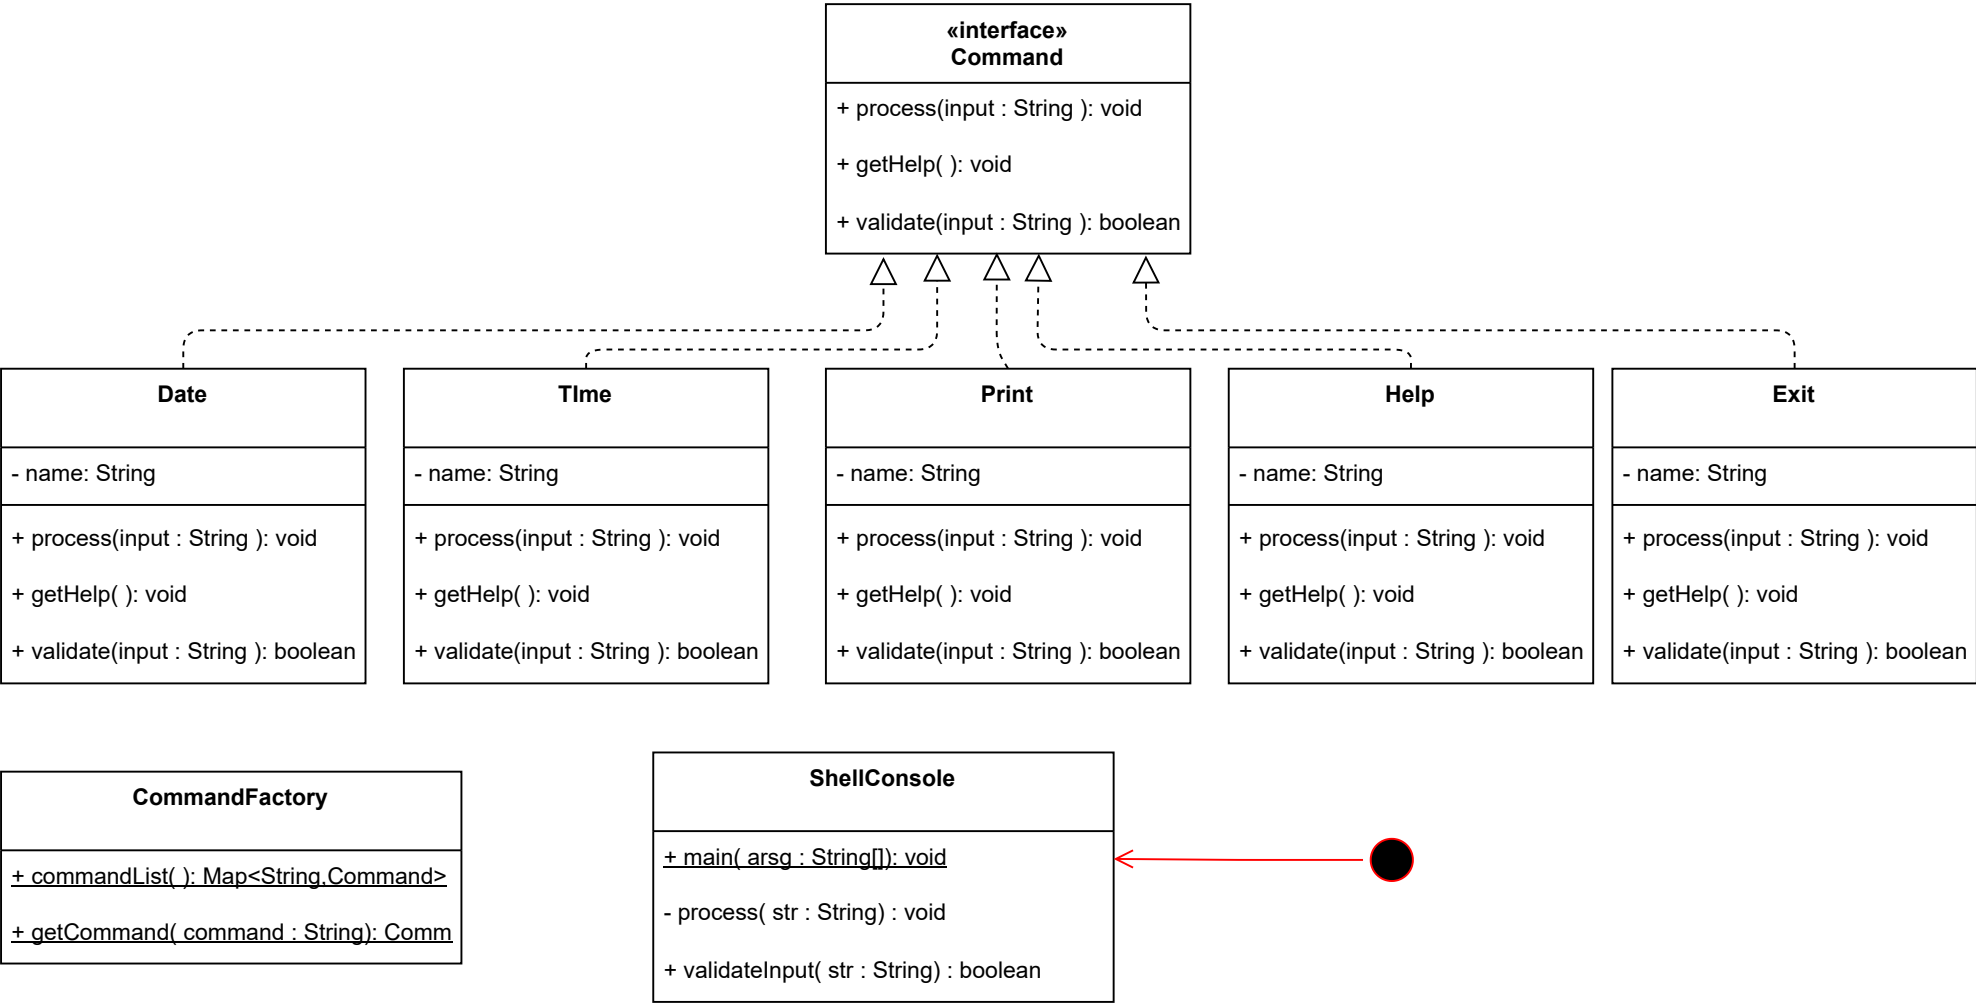 «interface»
Command
+ process(input : String ): void
+ getHelp( ): void
+ validate(input : String ): boolean
Date
- name: String
+ process(input : String ): void
+ getHelp( ): void
+ validate(input : String ): boolean
TIme
- name: String
+ process(input : String ): void
+ getHelp( ): void
+ validate(input : String ): boolean
Print
- name: String
+ process(input : String ): void
+ getHelp( ): void
+ validate(input : String ): boolean
Help
- name: String
+ process(input : String ): void
+ getHelp( ): void
+ validate(input : String ): boolean
Exit
- name: String
+ process(input : String ): void
+ getHelp( ): void
+ validate(input : String ): boolean
CommandFactory
+ commandList( ): Map<String,Command>
+ getCommand( command : String): Comm
ShellConsole
+ main( arsg : String[]): void
- process( str : String) : void
+ validateInput( str : String) : boolean